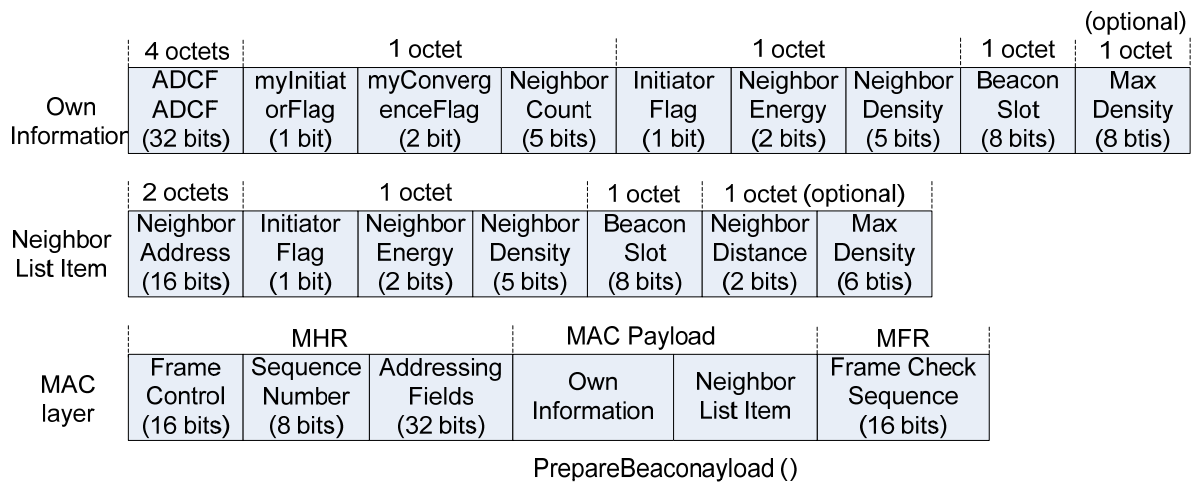 (optional)
4 octets 1 octet 1 octet 1 octet 1 octet
Own
Information
ADCF
ADCF
(32 bits)
myInitiat
orFlag
(1 bit)
myConverg
enceFlag
(2 bit)
Neighbor
Count
(5 bits)
Initiator
Flag
(1 bit)
Neighbor
Energy
(2 bits)
Neighbor
Density
(5 bits)
Beacon
Slot
(8 bits)
Max
Density
(8 btis)
2 octets 1 octet 1 octet 1 octet (optional)
Neighbor
List Item
Neighbor
Address
(16 bits)
Initiator
Flag
(1 bit)
Neighbor
Energy
(2 bits)
Neighbor
Density
(5 bits)
Beacon
Slot
(8 bits)
Neighbor
Distance
(2 bits)
Max
Density
(6 btis)
MHR MAC Payload MFR
MAC
layer
Frame
Control
(16 bits)
Sequence
Number
(8 bits)
Addressing
Fields
(32 bits)
Own
Information
Neighbor
List Item
Frame Check
Sequence
(16 bits)
PrepareBeaconayload ()